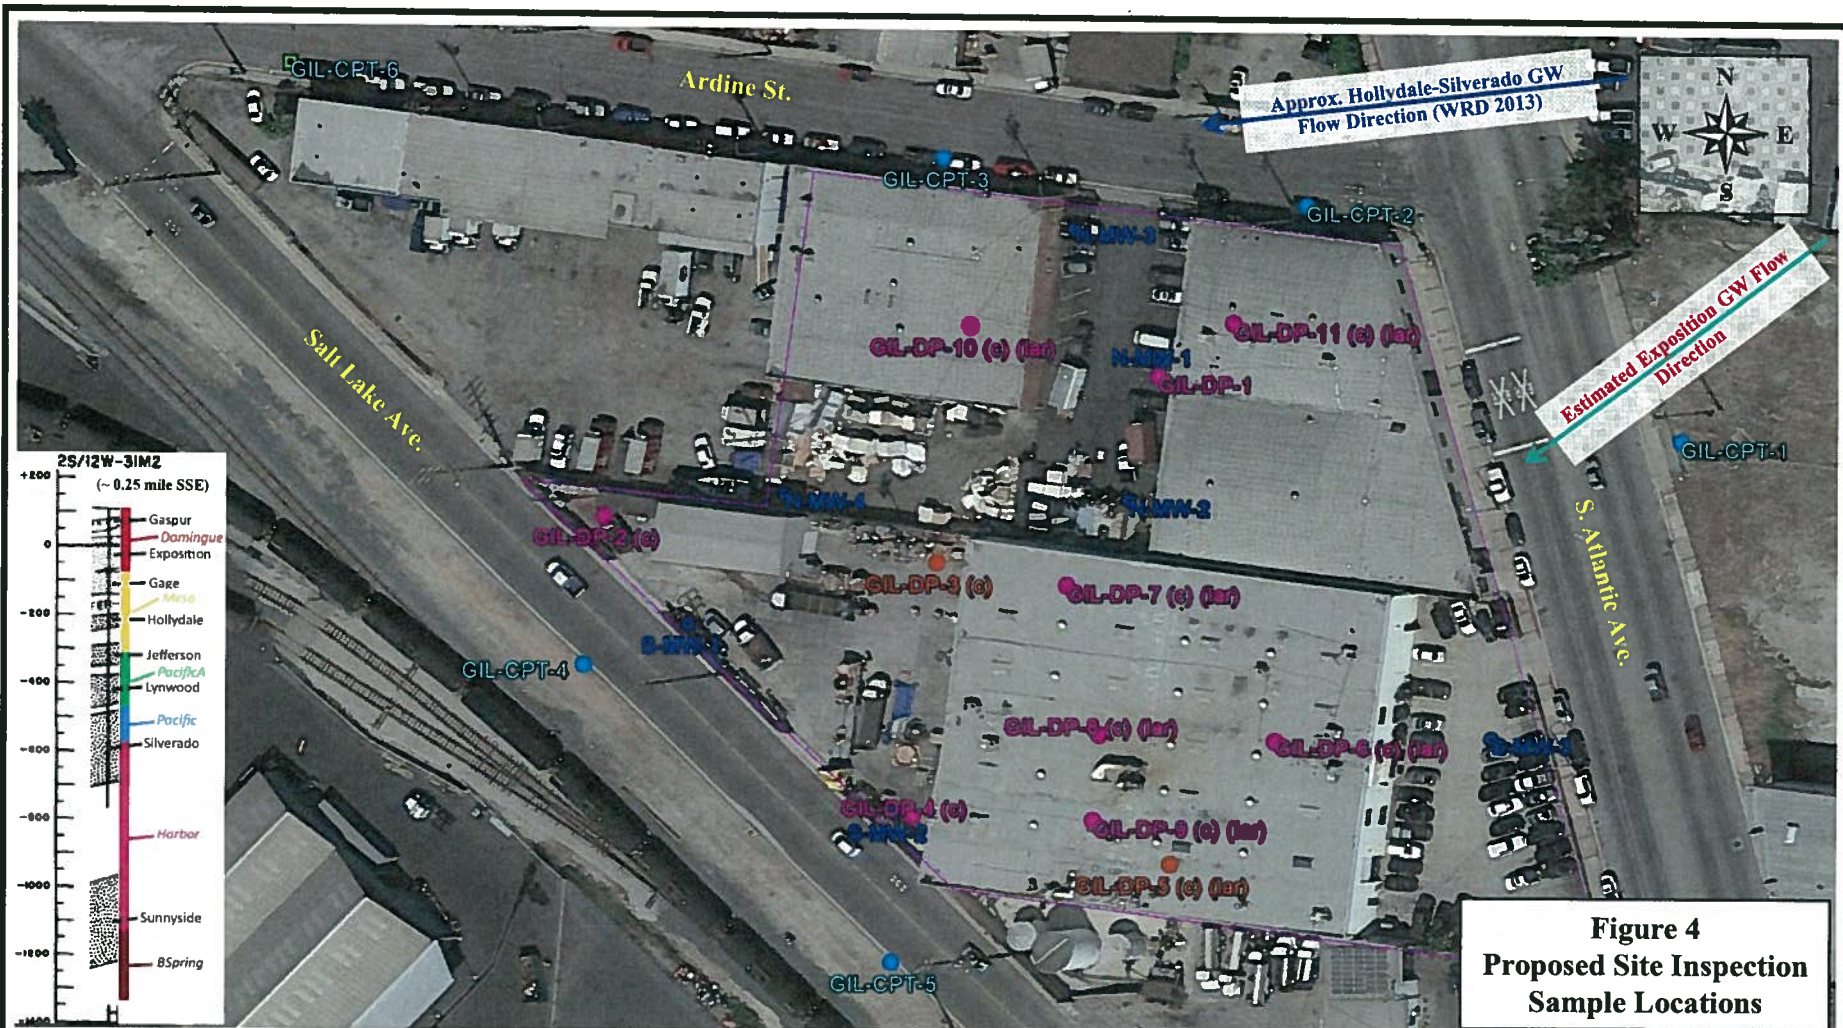 GIL-CPT-6
Ardine St.
Approx. Hollydale-Silverado GW
Flow Direction (WRD 2013)
N
W
E
S
GIL-CPT-3
GIL-CPT-2
N-MW-3
Estimated Exposition GW Flow
Direction
GIL-DP-10 (c) (iar)
GIL-DP-11 (c) (iar)
N-MW-1
GIL-DP-1
Salt Lake Ave.
GIL-CPT-1
N-MW-4
N-MW-2
S. Atlantic Ave.
GIL-DP-2 (c)
GIL-DP-3 (c)
GIL-DP-7 (c) (iar)
GIL-CPT-4
GIL-DP-8 (c) (iar)
GIL-DP-6 (c) (iar)
GIL-DP-4 (c)
S-MW-2
GIL-DP-9 (c) (iar)
GIL-DP-5 (c) (iar)
GIL-CPT-5
2S/12W-31M2
(~ 0.25 mile SSE)
+200
Gaspur
Domingue
0
Exposition
Gage
Mesa
-200
Hollydale
Jefferson
PacificA
-400
Lynwood
Pacific
Silverado
-600
-800
Harbor
-1000
Sunnyside
-1200
BSpring
-1400
Figure 4
Proposed Site Inspection
Sample Locations